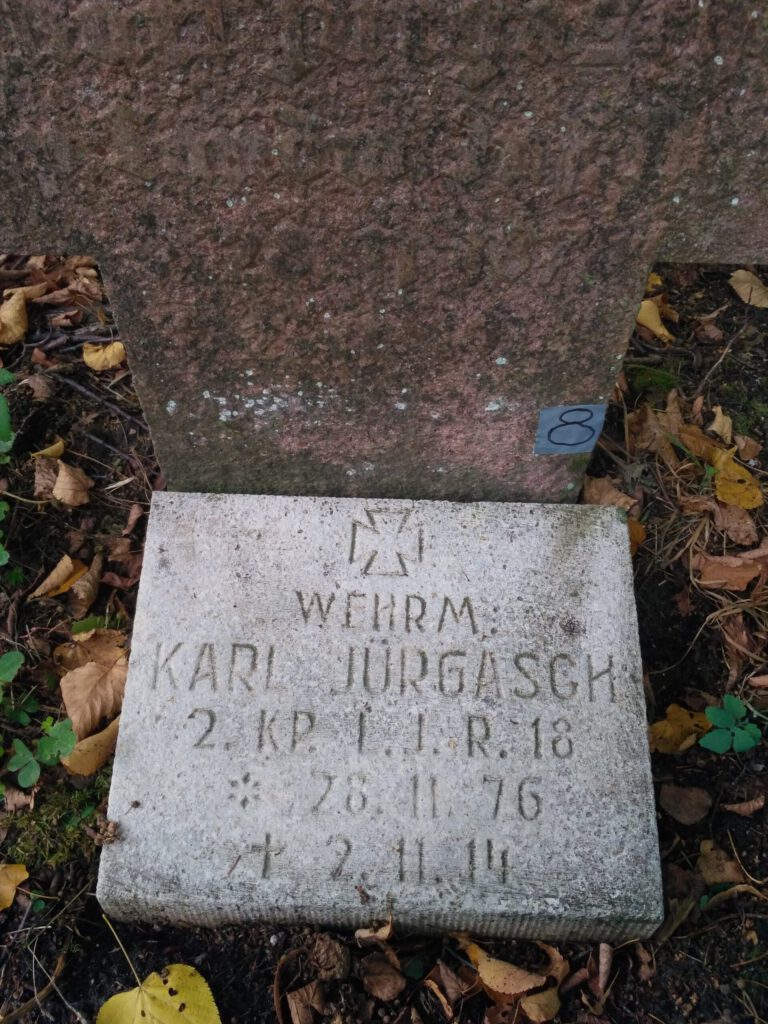 8
WEHRM.
KARL JÜRGASCH
2. KP. L.I.R. 18
* 28. 11. 76
† 2. 11. 14